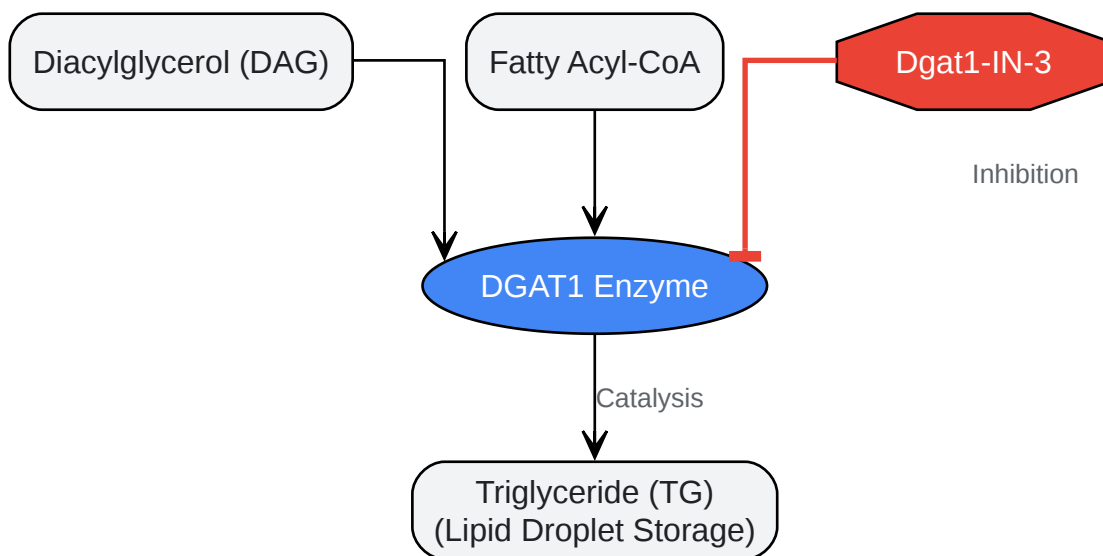 Diacylglycerol (DAG)
Fatty Acyl-CoA
Dgat1-IN-3
Inhibition
DGAT1 Enzyme
Catalysis
Triglyceride (TG)
(Lipid Droplet Storage)